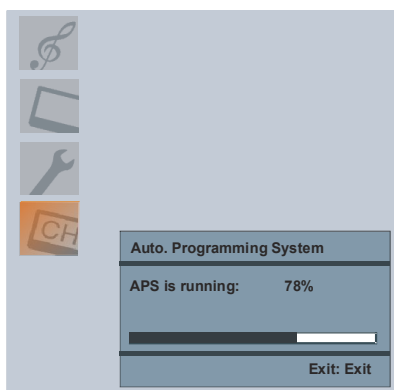 CH
Auto. Programming System
APS is running: 78%
Exit: Exit